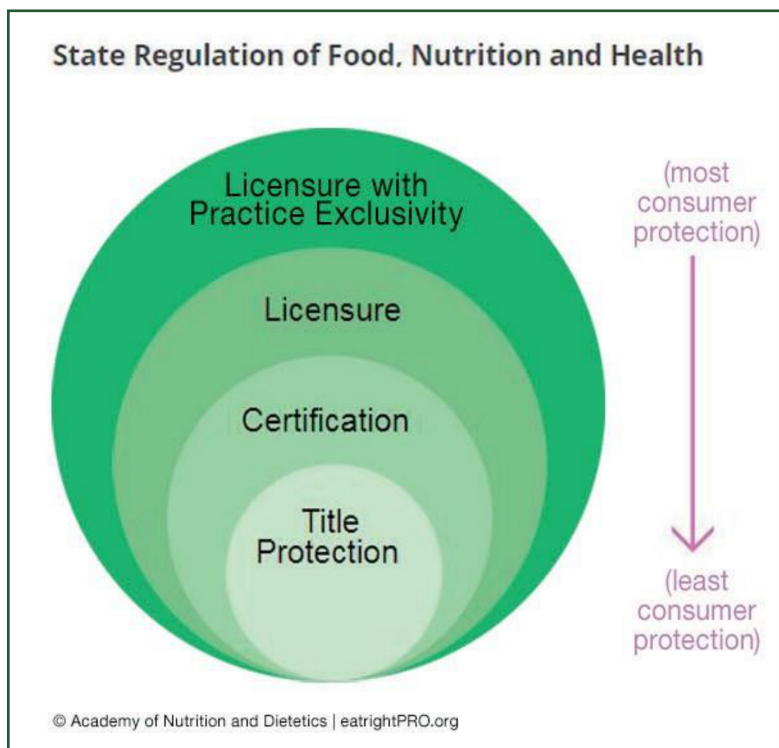 State Regulation of Food, Nutrition and Health
Licensure with
Practice Exclusivity
(most
consumer
protection)
Licensure
Certification
Title
Protection
(least
consumer
protection)
© Academy of Nutrition and Dietetics | eatrightPRO.org